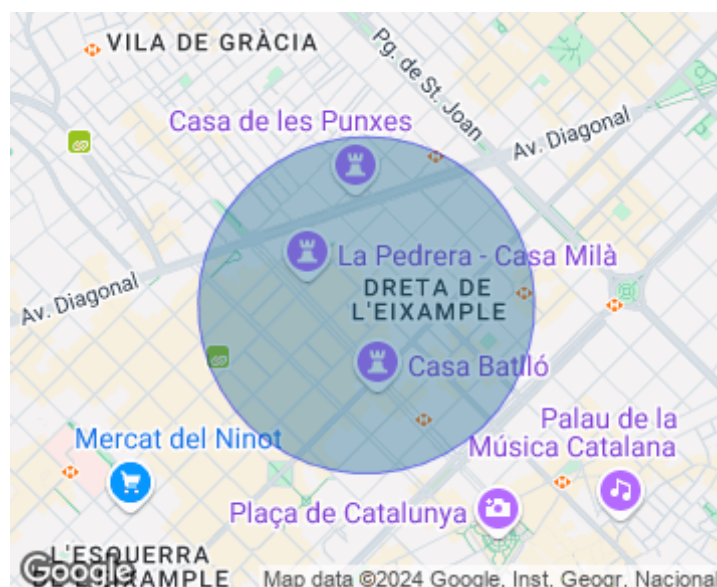 VILA DE GRÀCIA
Pg. de St. Joan
Casa de les Punxes
Av. Diagonal
La Pedrera - Casa Milà
DRETA DE
L'EIXAMPLE
Av. Diagonal
Casa Batlló
Mercat del Ninot
Palau de la
Música Catalana
Plaça de Catalunya
L'ESQUERRA
EIXAMPLE
Google
Map data ©2024 Google, Inst. Geogr. Nacional